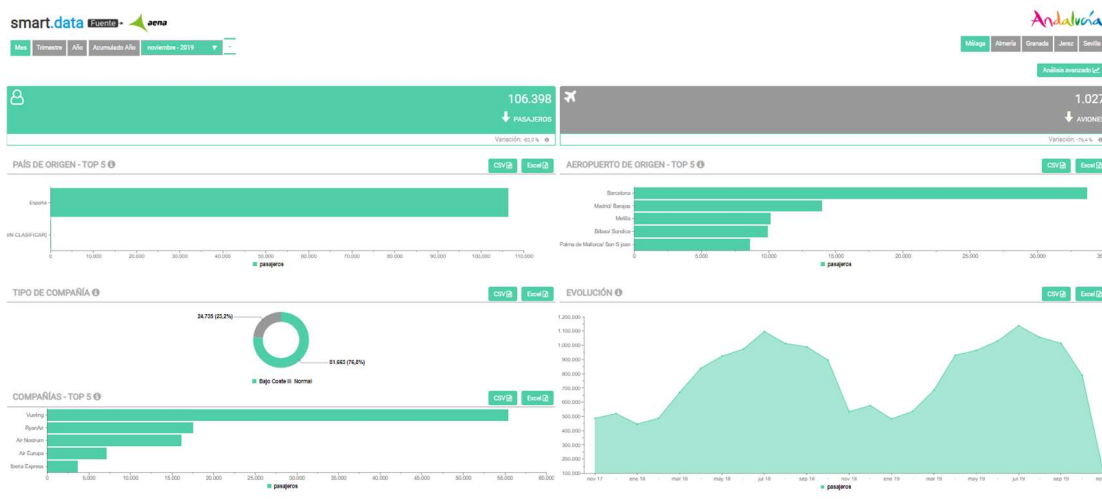 smart.data Fuente aena
Andalucía
Mes Trimestre Año Acumulado Año noviembre - 2019
Málaga Almería Granada Jerez Sevilla
Análisis avanzado
106.398
PASAJEROS
1.027
AVIONES
Variación:
Variación:
PAÍS DE ORIGEN - TOP 5
CSV Excel
España
0 10.000 20.000 30.000 40.000 50.000 60.000 70.000 80.000 90.000 100.000 110.000
pasajeros
AEROPUERTO DE ORIGEN - TOP 5
CSV Excel
Barcelona
Madrid/ Barajas
Melilla
Bilbao/ Sondica
Palma de Mallorca/ Son S.juan
0 5.000 10.000 15.000 20.000 25.000 30.000
pasajeros
TIPO DE COMPAÑÍA
CSV Excel
24.735 (23,2%)
81.663 (76,8%)
Bajo Coste Normal
COMPAÑÍAS - TOP 5
CSV Excel
Vueling
RyanAir
Air Nostrum
Air Europa
Iberia Express
0 5.000 10.000 15.000 20.000 25.000 30.000 35.000 40.000 45.000 50.000 55.000 60.000
pasajeros
EVOLUCIÓN
CSV Excel
1.200.000
1.100.000
1.000.000
900.000
800.000
700.000
600.000
500.000
400.000
300.000
200.000
100.000
nov 17 ene 18 mar 18 may 18 jul 18 sep 18 nov 18 ene 19 mar 19 may 19 jul 19 sep 19
pasajeros